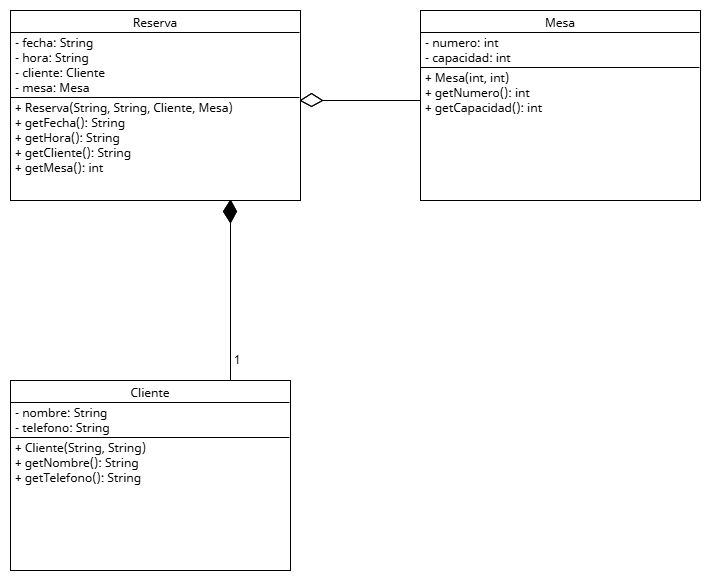 Reserva
- fecha: String
- hora: String
- cliente: Cliente
- mesa: Mesa
+ Reserva(String, String, Cliente, Mesa)
+ getFecha(): String
+ getHora(): String
+ getCliente(): String
+ getMesa(): int
Mesa
- numero: int
- capacidad: int
+ Mesa(int, int)
+ getNumero(): int
+ getCapacidad(): int
1
Cliente
- nombre: String
- telefono: String
+ Cliente(String, String)
+ getNombre(): String
+ getTelefono(): String